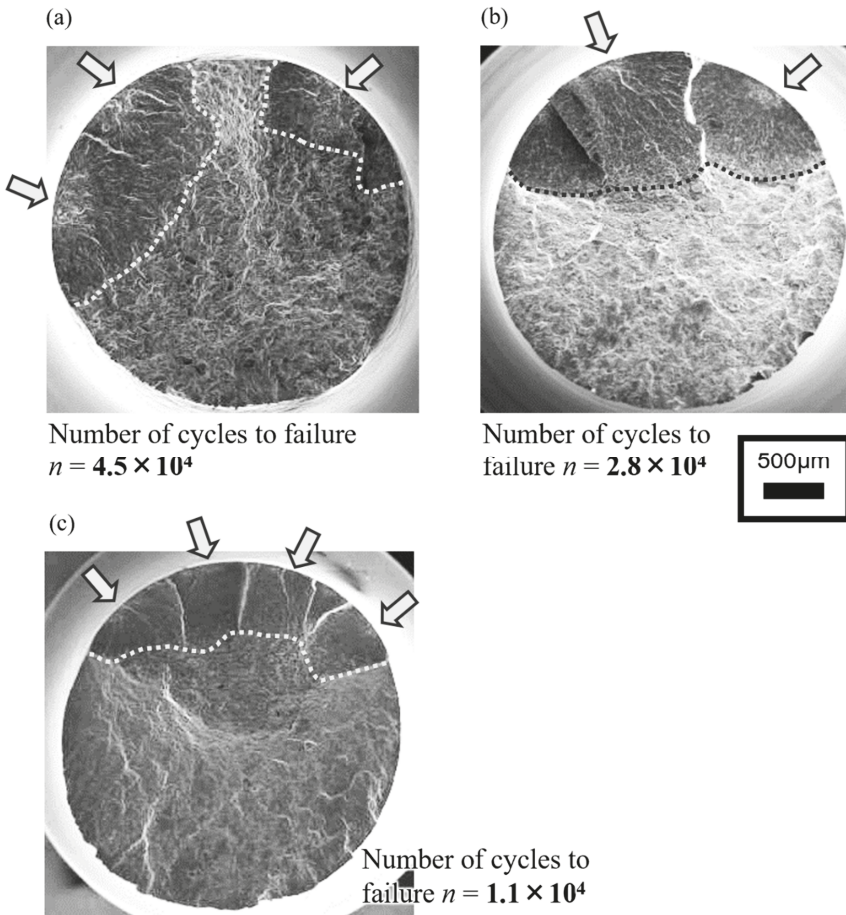 (a)
(b)
Number of cycles to failure
n = 4.5 × 10⁴
Number of cycles to
failure n = 2.8 × 10⁴
500μm
(c)
Number of cycles to
failure n = 1.1 × 10⁴